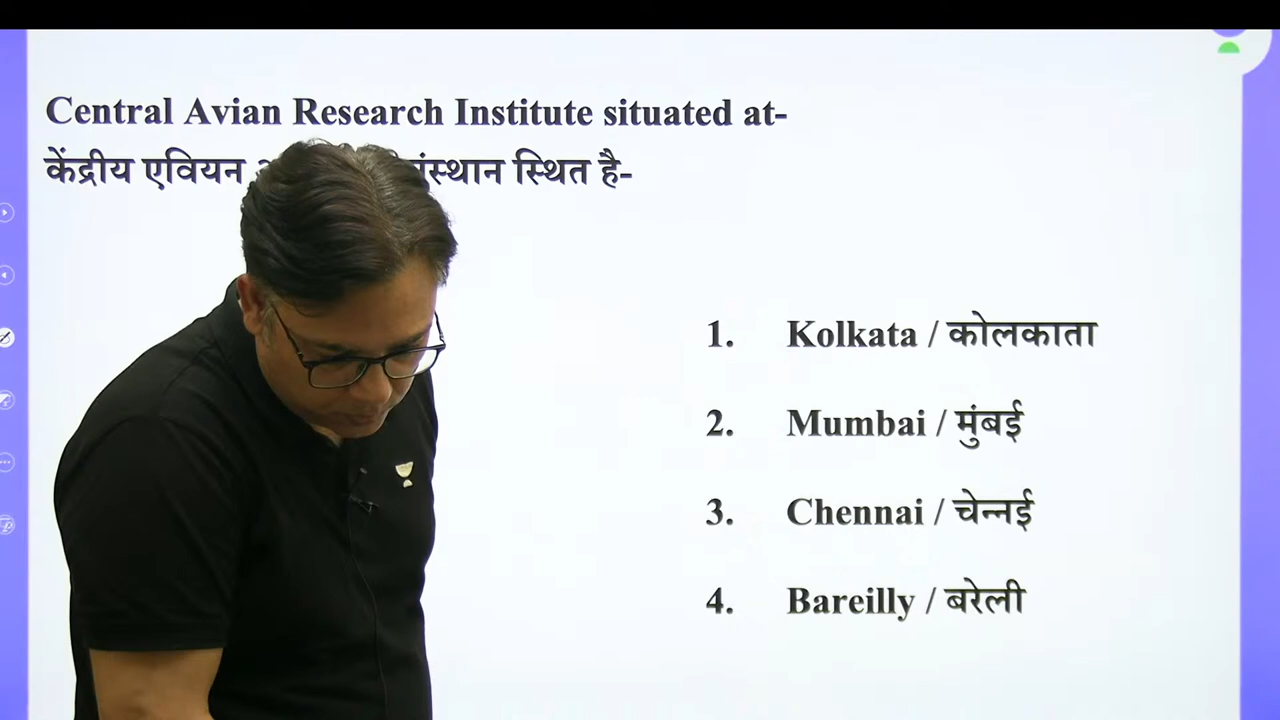 Central Avian Research Institute situated at-
केंद्रीय एवियन संस्थान स्थित है-
1. Kolkata / कोलकाता
2. Mumbai / मुंबई
3. Chennai / चेन्नई
4. Bareilly / बरेली